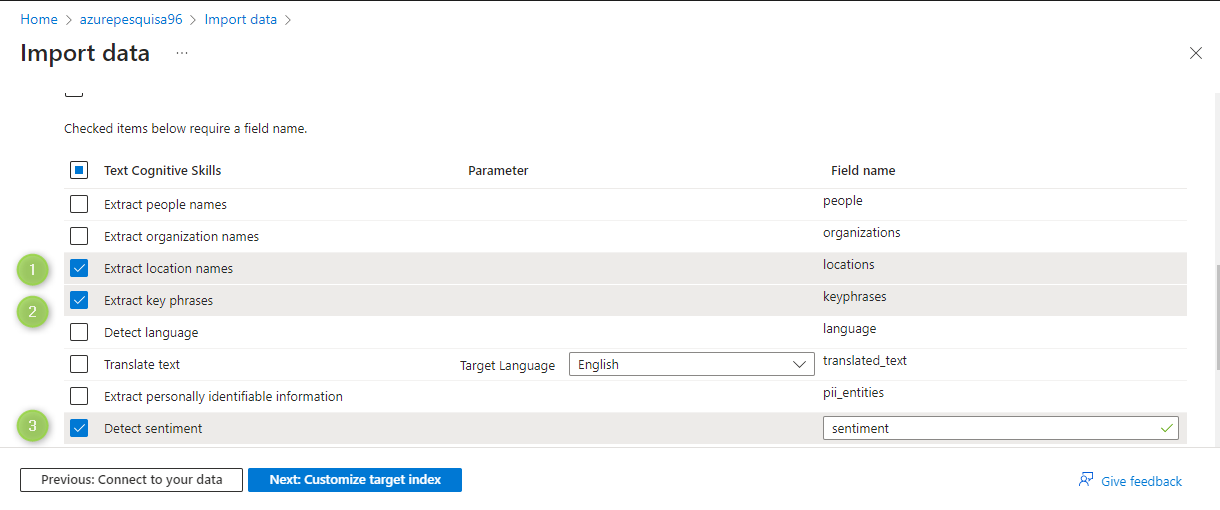 Home > azurepesquisa96 > Import data >
Import data ...
Checked items below require a field name.
Text Cognitive Skills Parameter Field name
Extract people names people
Extract organization names organizations
1 Extract location names locations
2 Extract key phrases keyphrases
Detect language language
Translate text Target Language English translated_text
Extract personally identifiable information pii_entities
3 Detect sentiment sentiment
Previous: Connect to your data Next: Customize target index Give feedback